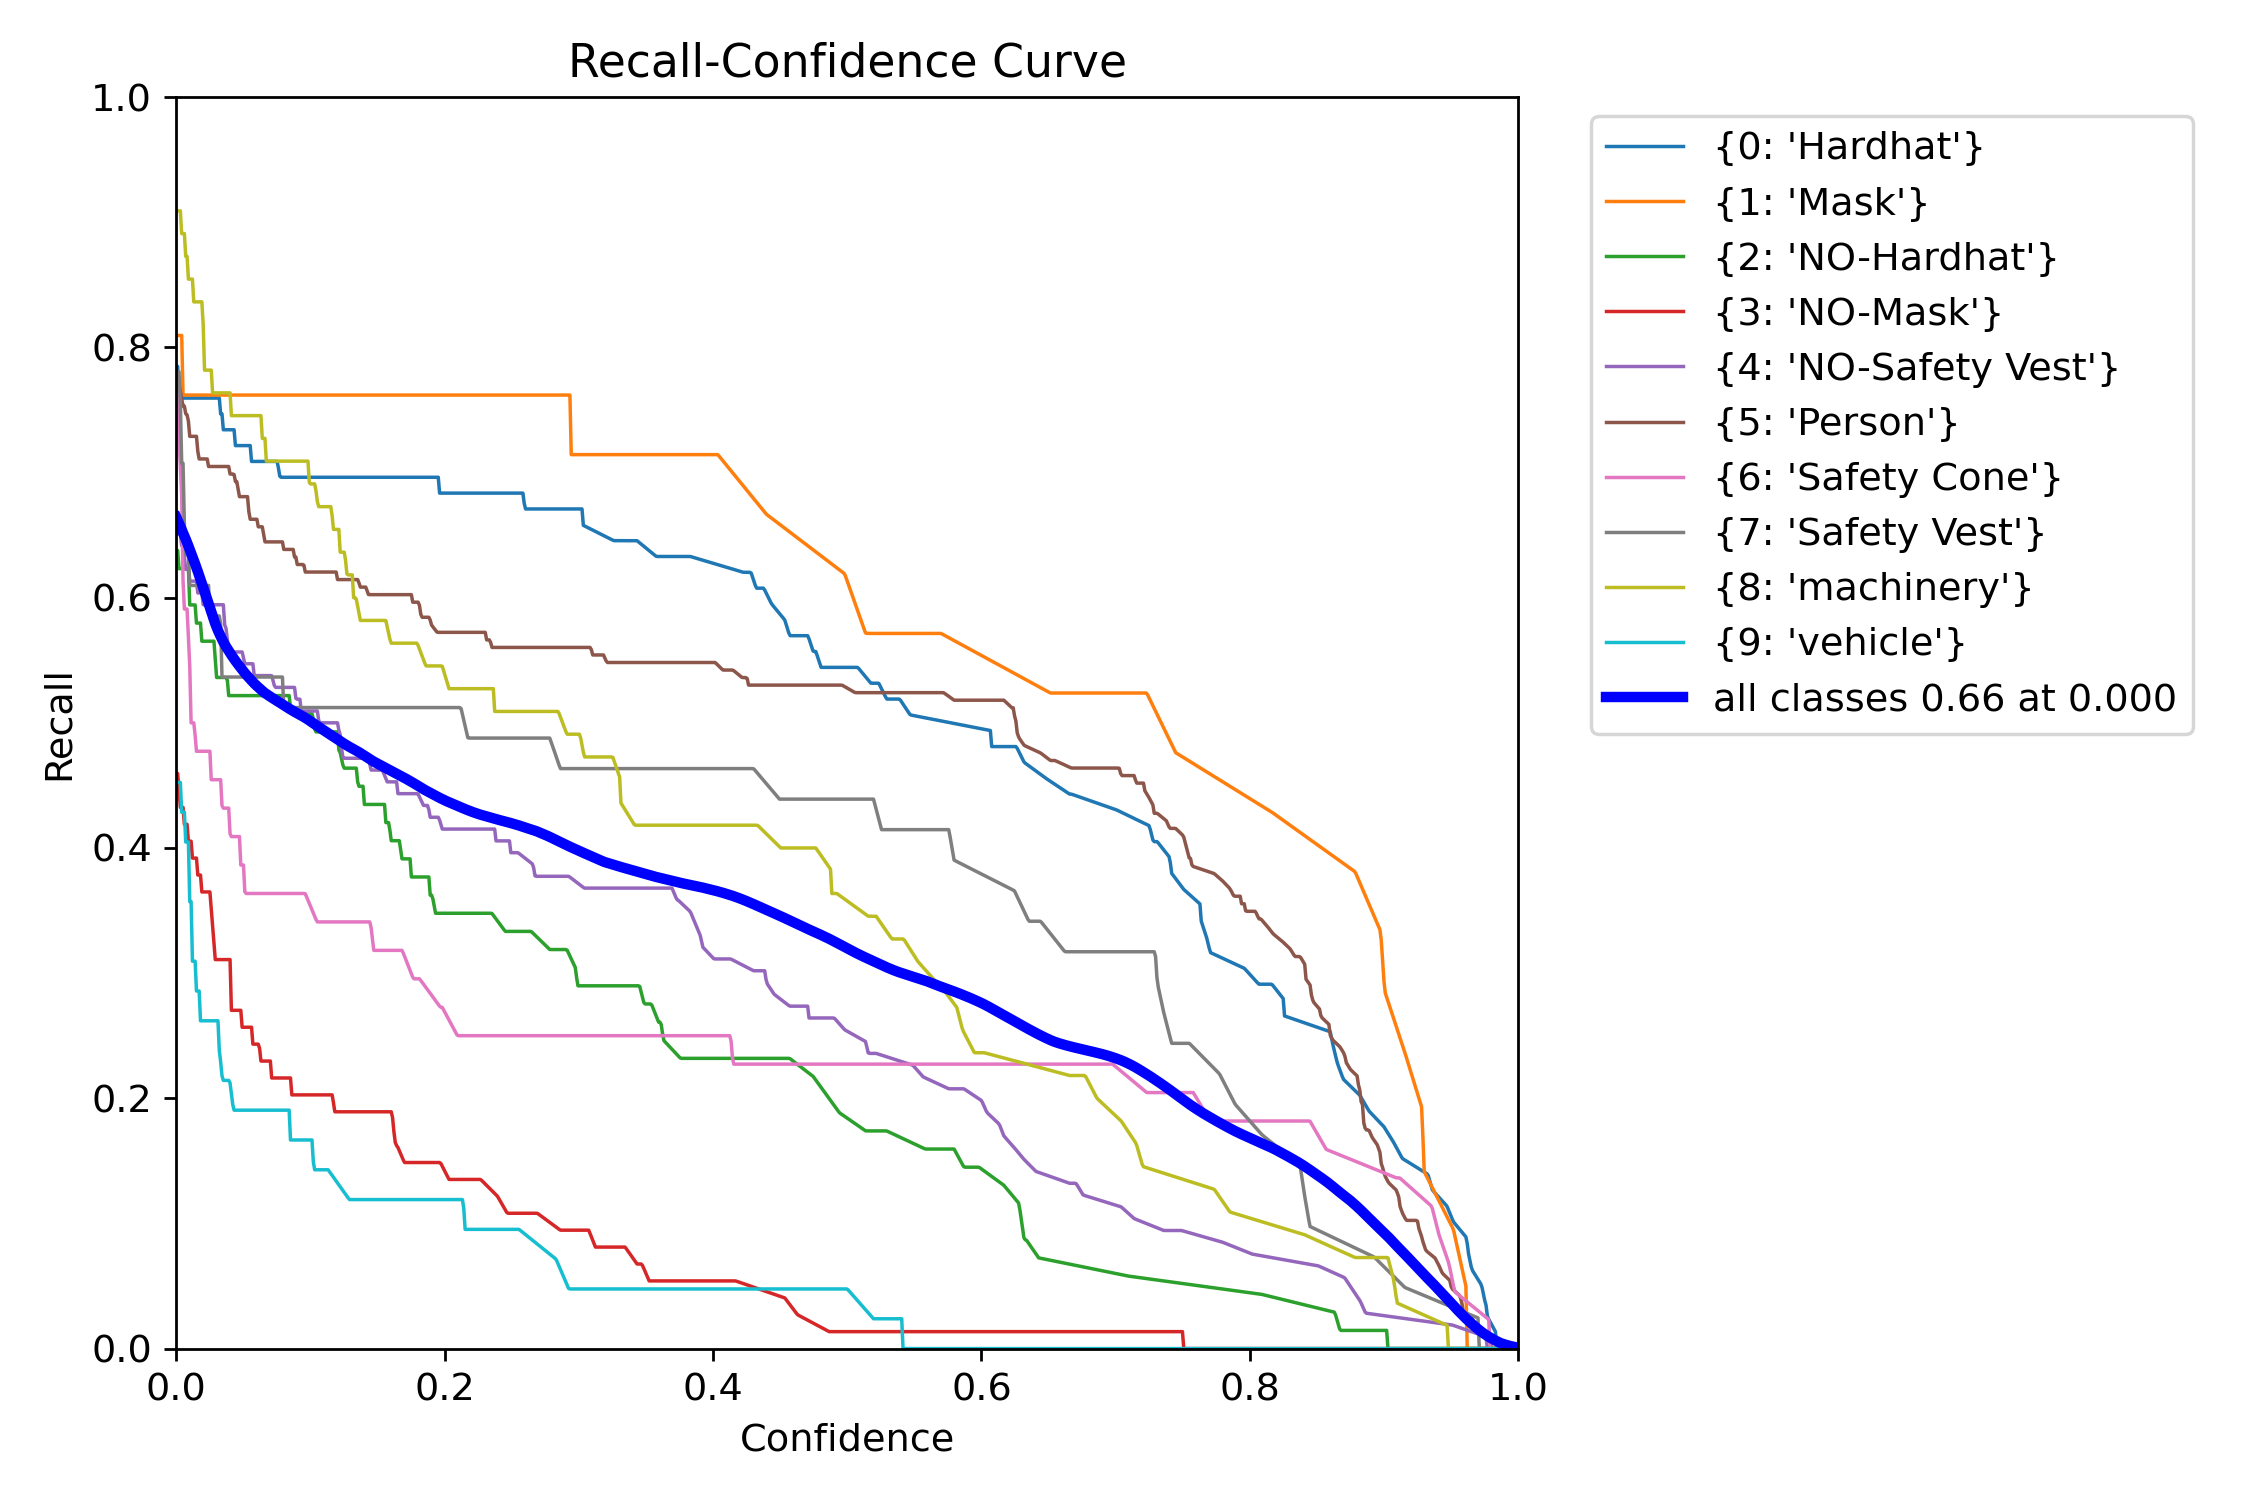 Recall-Confidence Curve
1.0
0.8
0.6
0.4
0.2
0.0
Recall
0.0 0.2 0.4 0.6 0.8 1.0
Confidence
{0: 'Hardhat'}
{1: 'Mask'}
{2: 'NO-Hardhat'}
{3: 'NO-Mask'}
{4: 'NO-Safety Vest'}
{5: 'Person'}
{6: 'Safety Cone'}
{7: 'Safety Vest'}
{8: 'machinery'}
{9: 'vehicle'}
all classes 0.66 at 0.000